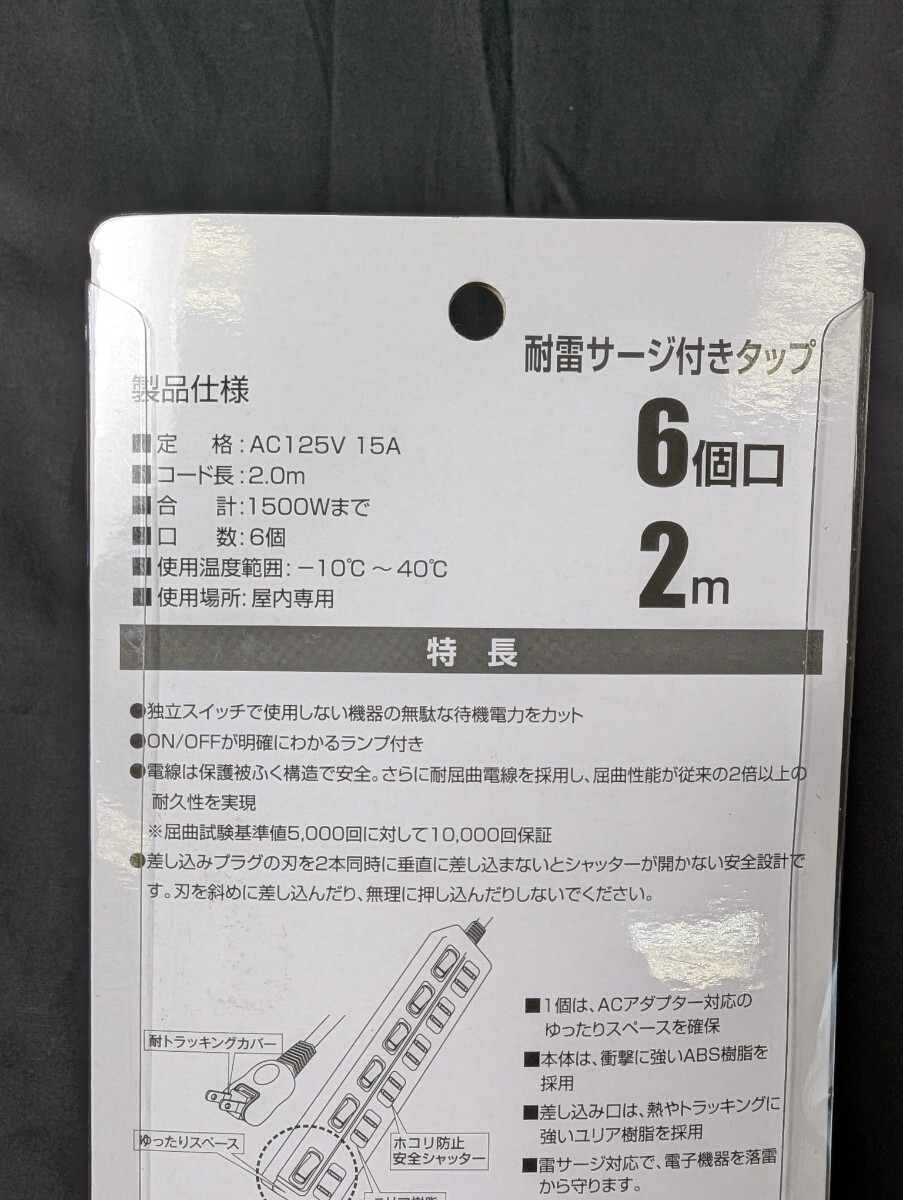 耐雷サージ付きタップ
6個口
2m
製品仕様
■定　格：AC125V 15A
■コード長：2.0m
■合　計：1500Wまで
■口　数：6個
■使用温度範囲：－10℃～40℃
■使用場所：屋内専用
特長
●独立スイッチで使用しない機器の無駄な待機電力をカット
●ON/OFFが明確にわかるランプ付き
●電線は保護被ふく構造で安全。さらに耐屈曲電線を採用し、屈曲性能が従来の2倍以上の
耐久性を実現
※屈曲試験基準値5,000回に対して10,000回保証
●差し込みプラグの刃を2本同時に垂直に差し込まないとシャッターが開かない安全設計で
す。刃を斜めに差し込んだり、無理に押し込んだりしないでください。
耐トラッキングカバー
ゆったりスペース
ホコリ防止
安全シャッター
ユリア樹脂
■1個は、ACアダプター対応の
ゆったりスペースを確保
■本体は、衝撃に強いABS樹脂を
採用
■差し込み口は、熱やトラッキングに
強いユリア樹脂を採用
■雷サージ対応で、電子機器を落雷
から守ります。